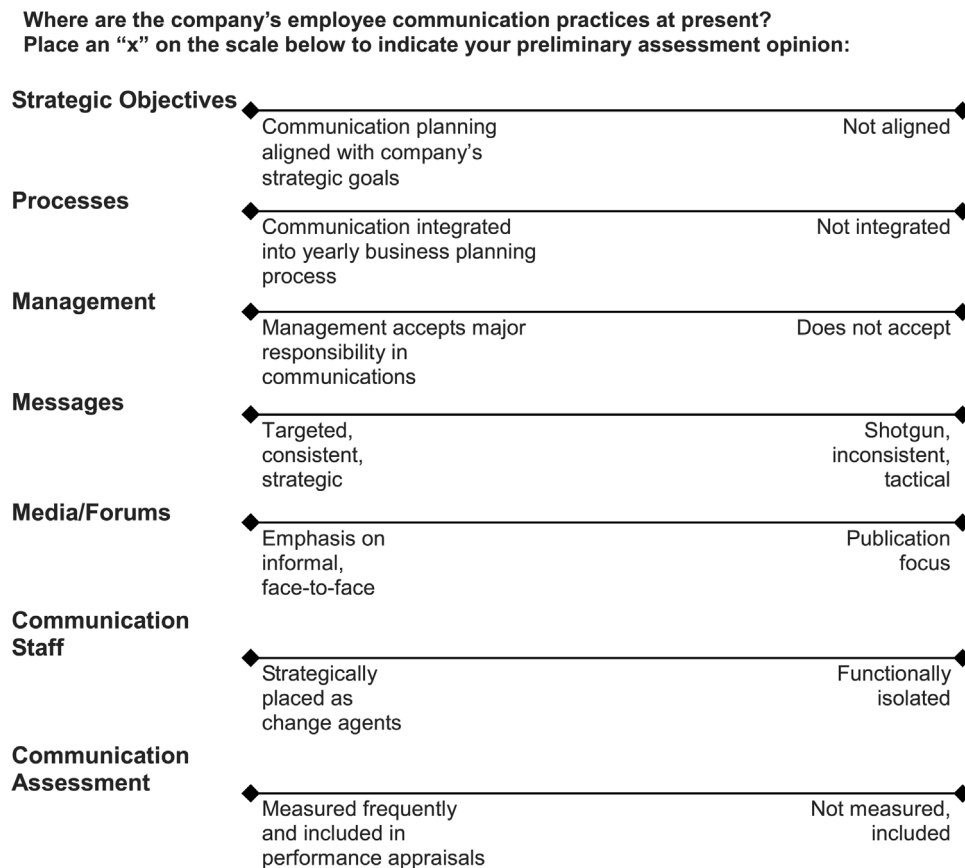 Where are the company’s employee communication practices at present?
Place an “x” on the scale below to indicate your preliminary assessment opinion:
Strategic Objectives
Communication planning
aligned with company’s
strategic goals
Not aligned
Processes
Communication integrated
into yearly business planning
process
Not integrated
Management
Management accepts major
responsibility in
communications
Does not accept
Messages
Targeted,
consistent,
strategic
Shotgun,
inconsistent,
tactical
Media/Forums
Emphasis on
informal,
face-to-face
Publication
focus
Communication
Staff
Strategically
placed as
change agents
Functionally
isolated
Communication
Assessment
Measured frequently
and included in
performance appraisals
Not measured,
included